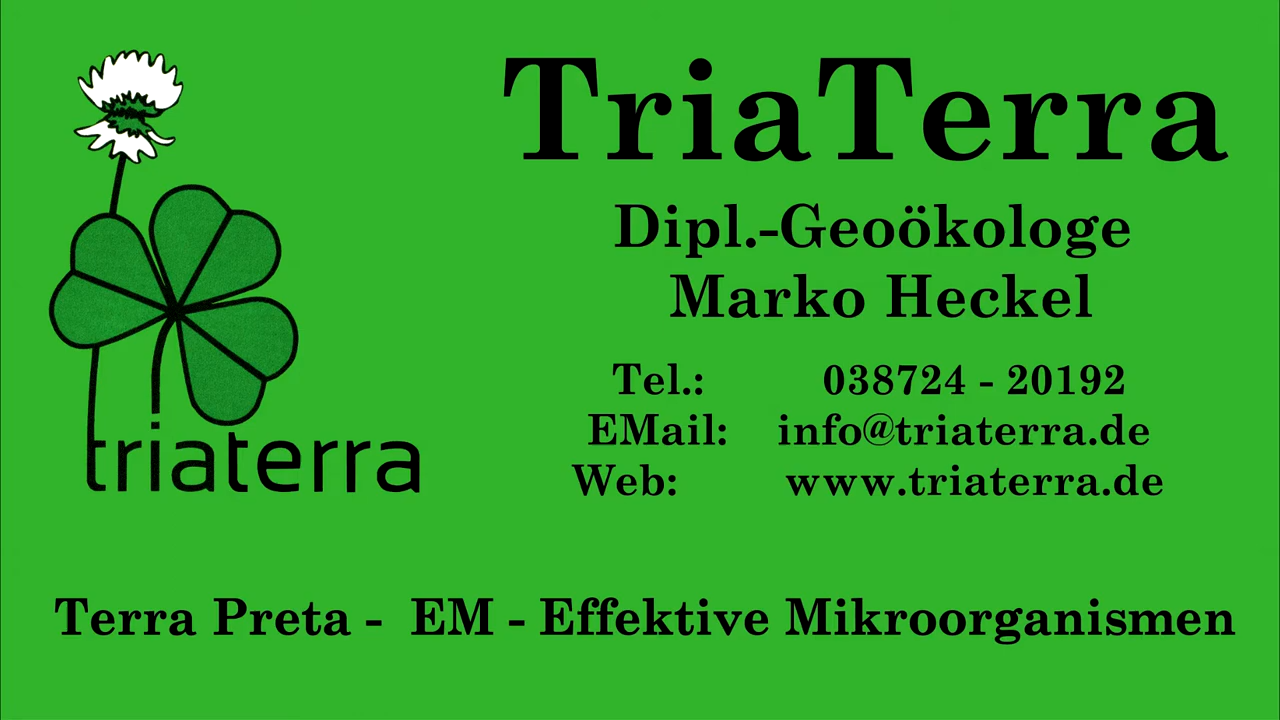 TriaTerra
Dipl.-Geoökologe
Marko Heckel
Tel.: 038724 - 20192
EMail: info@triaterra.de
Web: www.triaterra.de
triaterra
Terra Preta - EM - Effektive Mikroorganismen